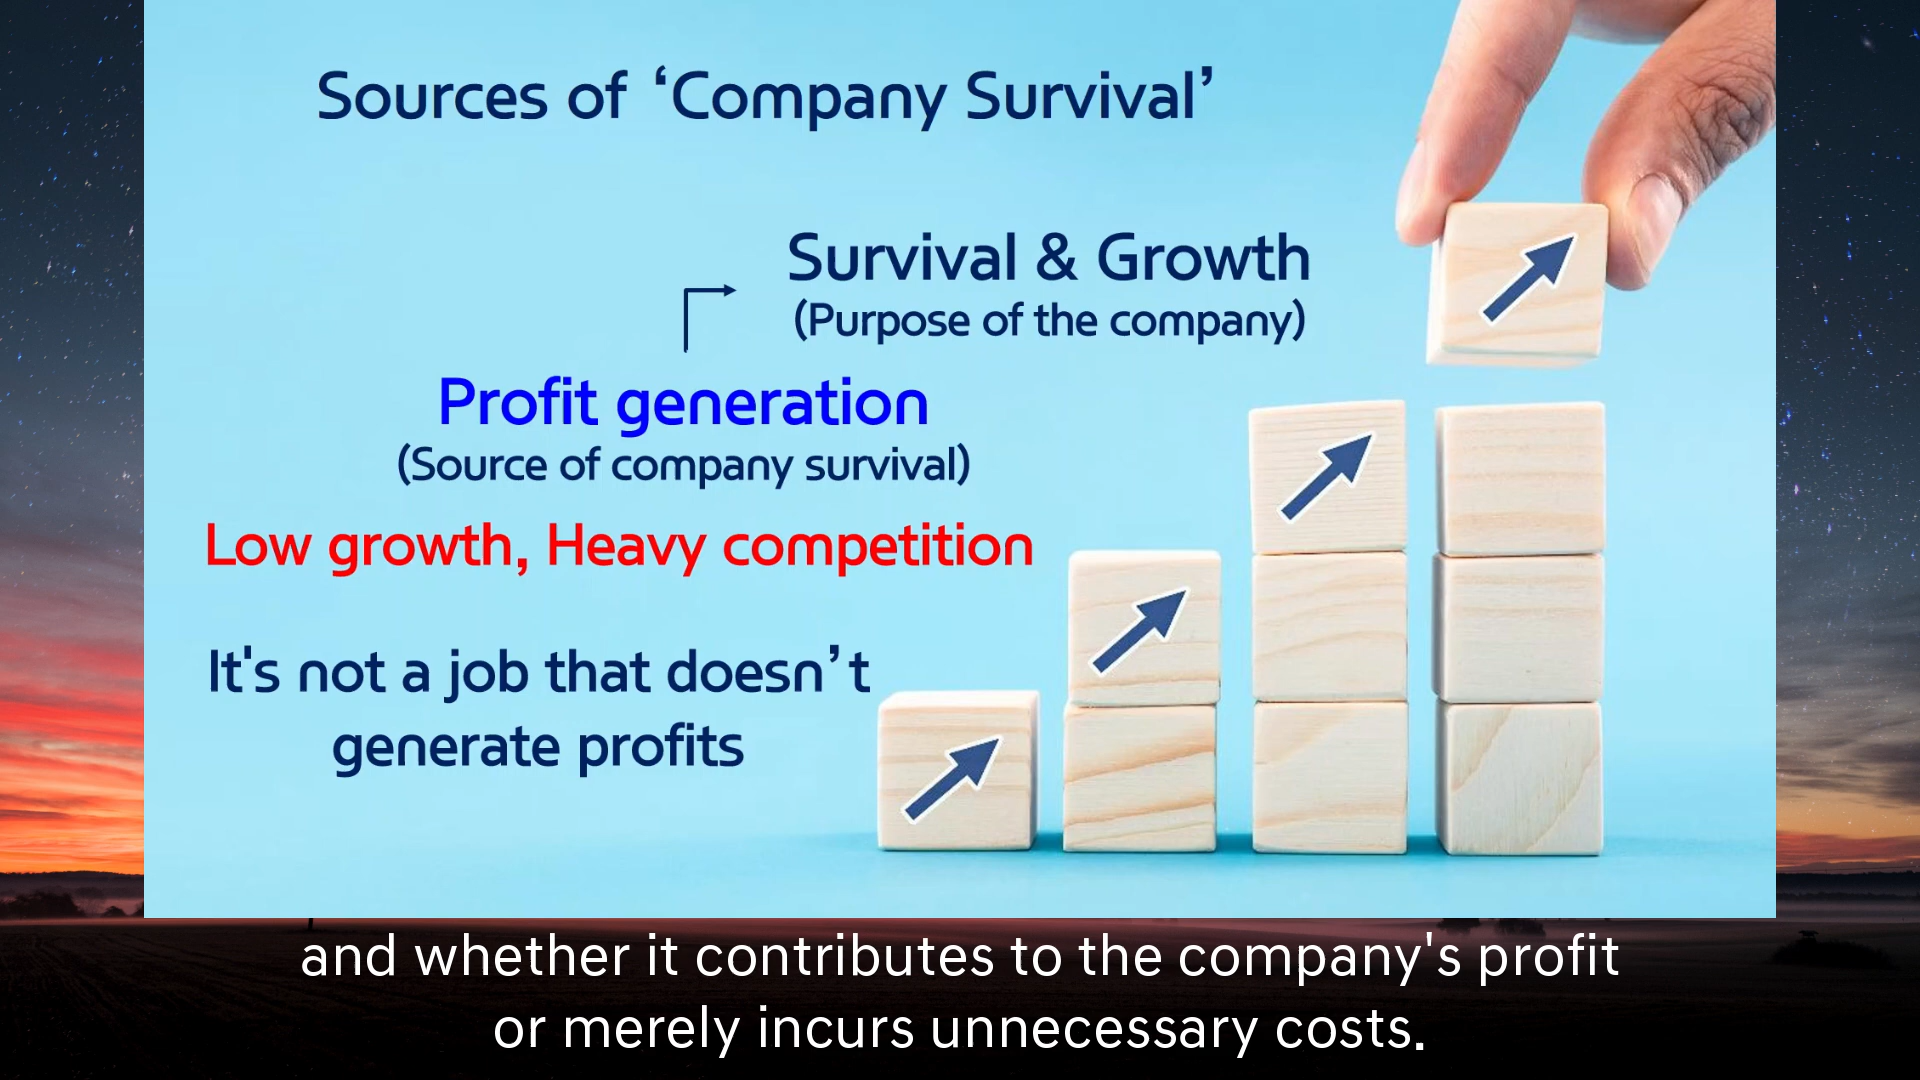 Sources of ‘Company Survival’
Survival & Growth
(Purpose of the company)
Profit generation
(Source of company survival)
Low growth, Heavy competition
It's not a job that doesn’t
generate profits
and whether it contributes to the company's profit
or merely incurs unnecessary costs.